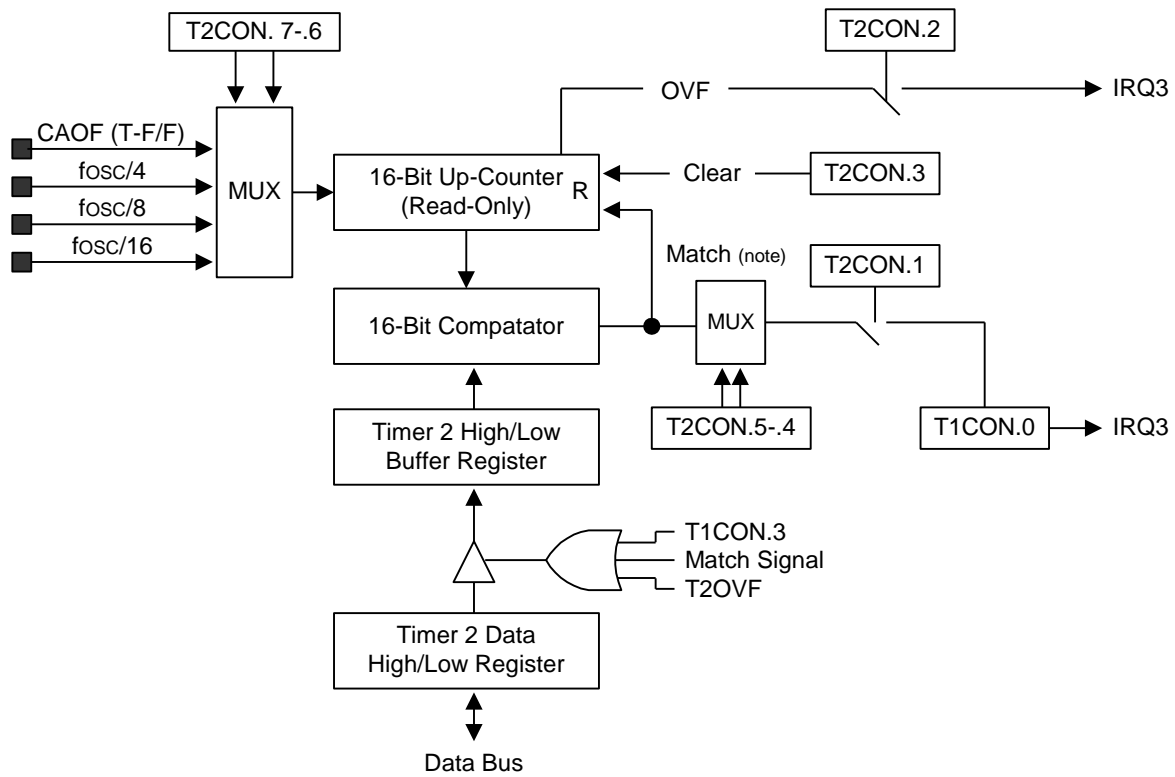 T2CON. 7-.6
T2CON.2
OVF
IRQ3
CAOF (T-F/F)
fosc/4
fosc/8
fosc/16
MUX
16-Bit Up-Counter
(Read-Only)
R
Clear
T2CON.3
Match (note)
T2CON.1
16-Bit Compatator
MUX
Timer 2 High/Low
Buffer Register
T2CON.5-.4
T1CON.0
IRQ3
T1CON.3
Match Signal
T2OVF
Timer 2 Data
High/Low Register
Data Bus